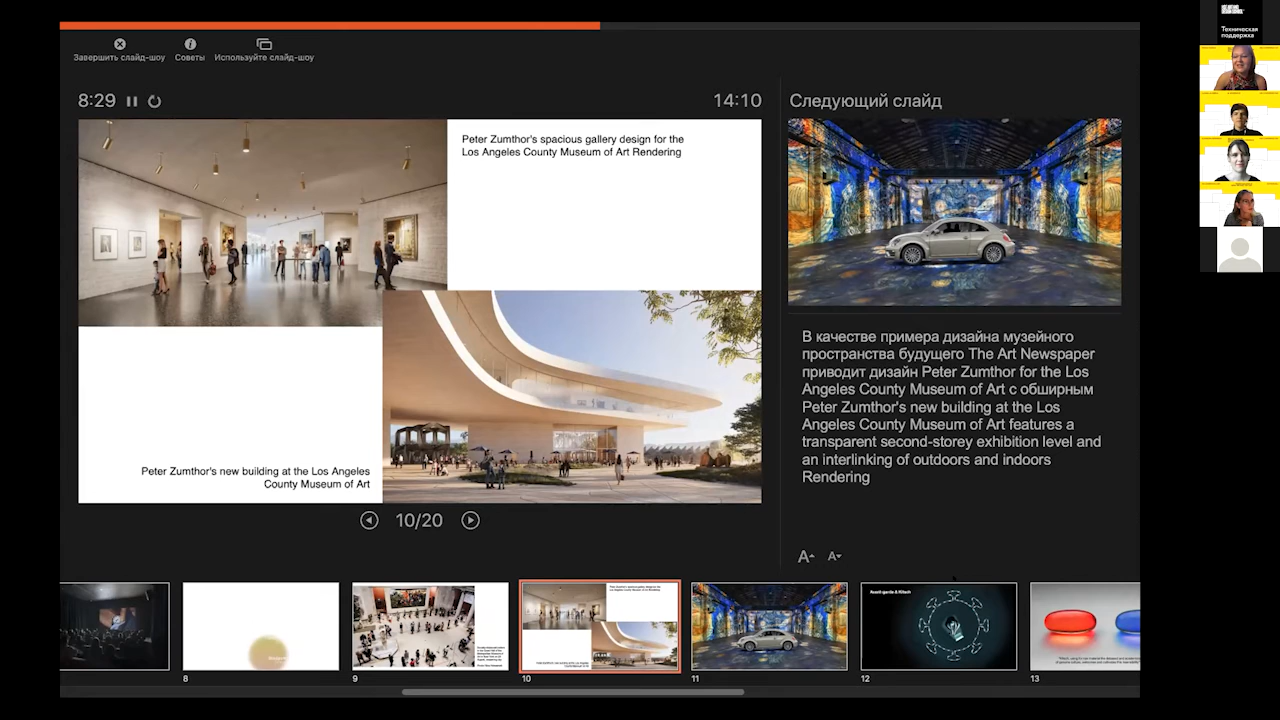 Завершить слайд-шоу
Советы
Используйте слайд-шоу
8:29
14:10
Peter Zumthor's spacious gallery design for the
Los Angeles County Museum of Art Rendering
Peter Zumthor's new building at the Los Angeles
County Museum of Art
10/20
Следующий слайд
В качестве примера дизайна музейного
пространства будущего The Art Newspaper
приводит дизайн Peter Zumthor for the Los
Angeles County Museum of Art с обширным
Peter Zumthor's new building at the Los
Angeles County Museum of Art features a
transparent second-storey exhibition level and
an interlinking of outdoors and indoors
Rendering
A
A
Avant-garde & Kitsch
8
9
10
11
12
13
Техническая
поддержка